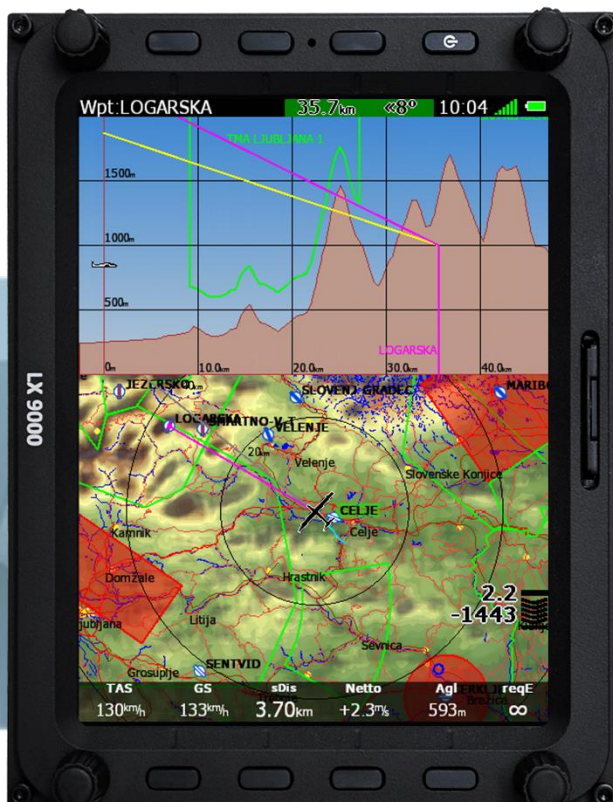 Wpt:LOGARSKA 35.7km «8° 10:04
TMA LJUBLJANA 1
1500m
1000m
500m
LOGARSKA
0m 10.0km 20.0km 30.0km 40.0km
LX 9000
JEZERSKO
SLOVENJ GRADEC
LOGARSKA
VELENJE
20km
Velenje
Slovenske Konjice
CELJE
Celje
Kamnik
Domžale
Hrastnik
2.2
-1443
Litija
Sevnica
SENTVID
Grosuplje
TAS GS sDis Netto Agl reqE
130km/h 133km/h 3.70km +2.3m/s 593m ∞